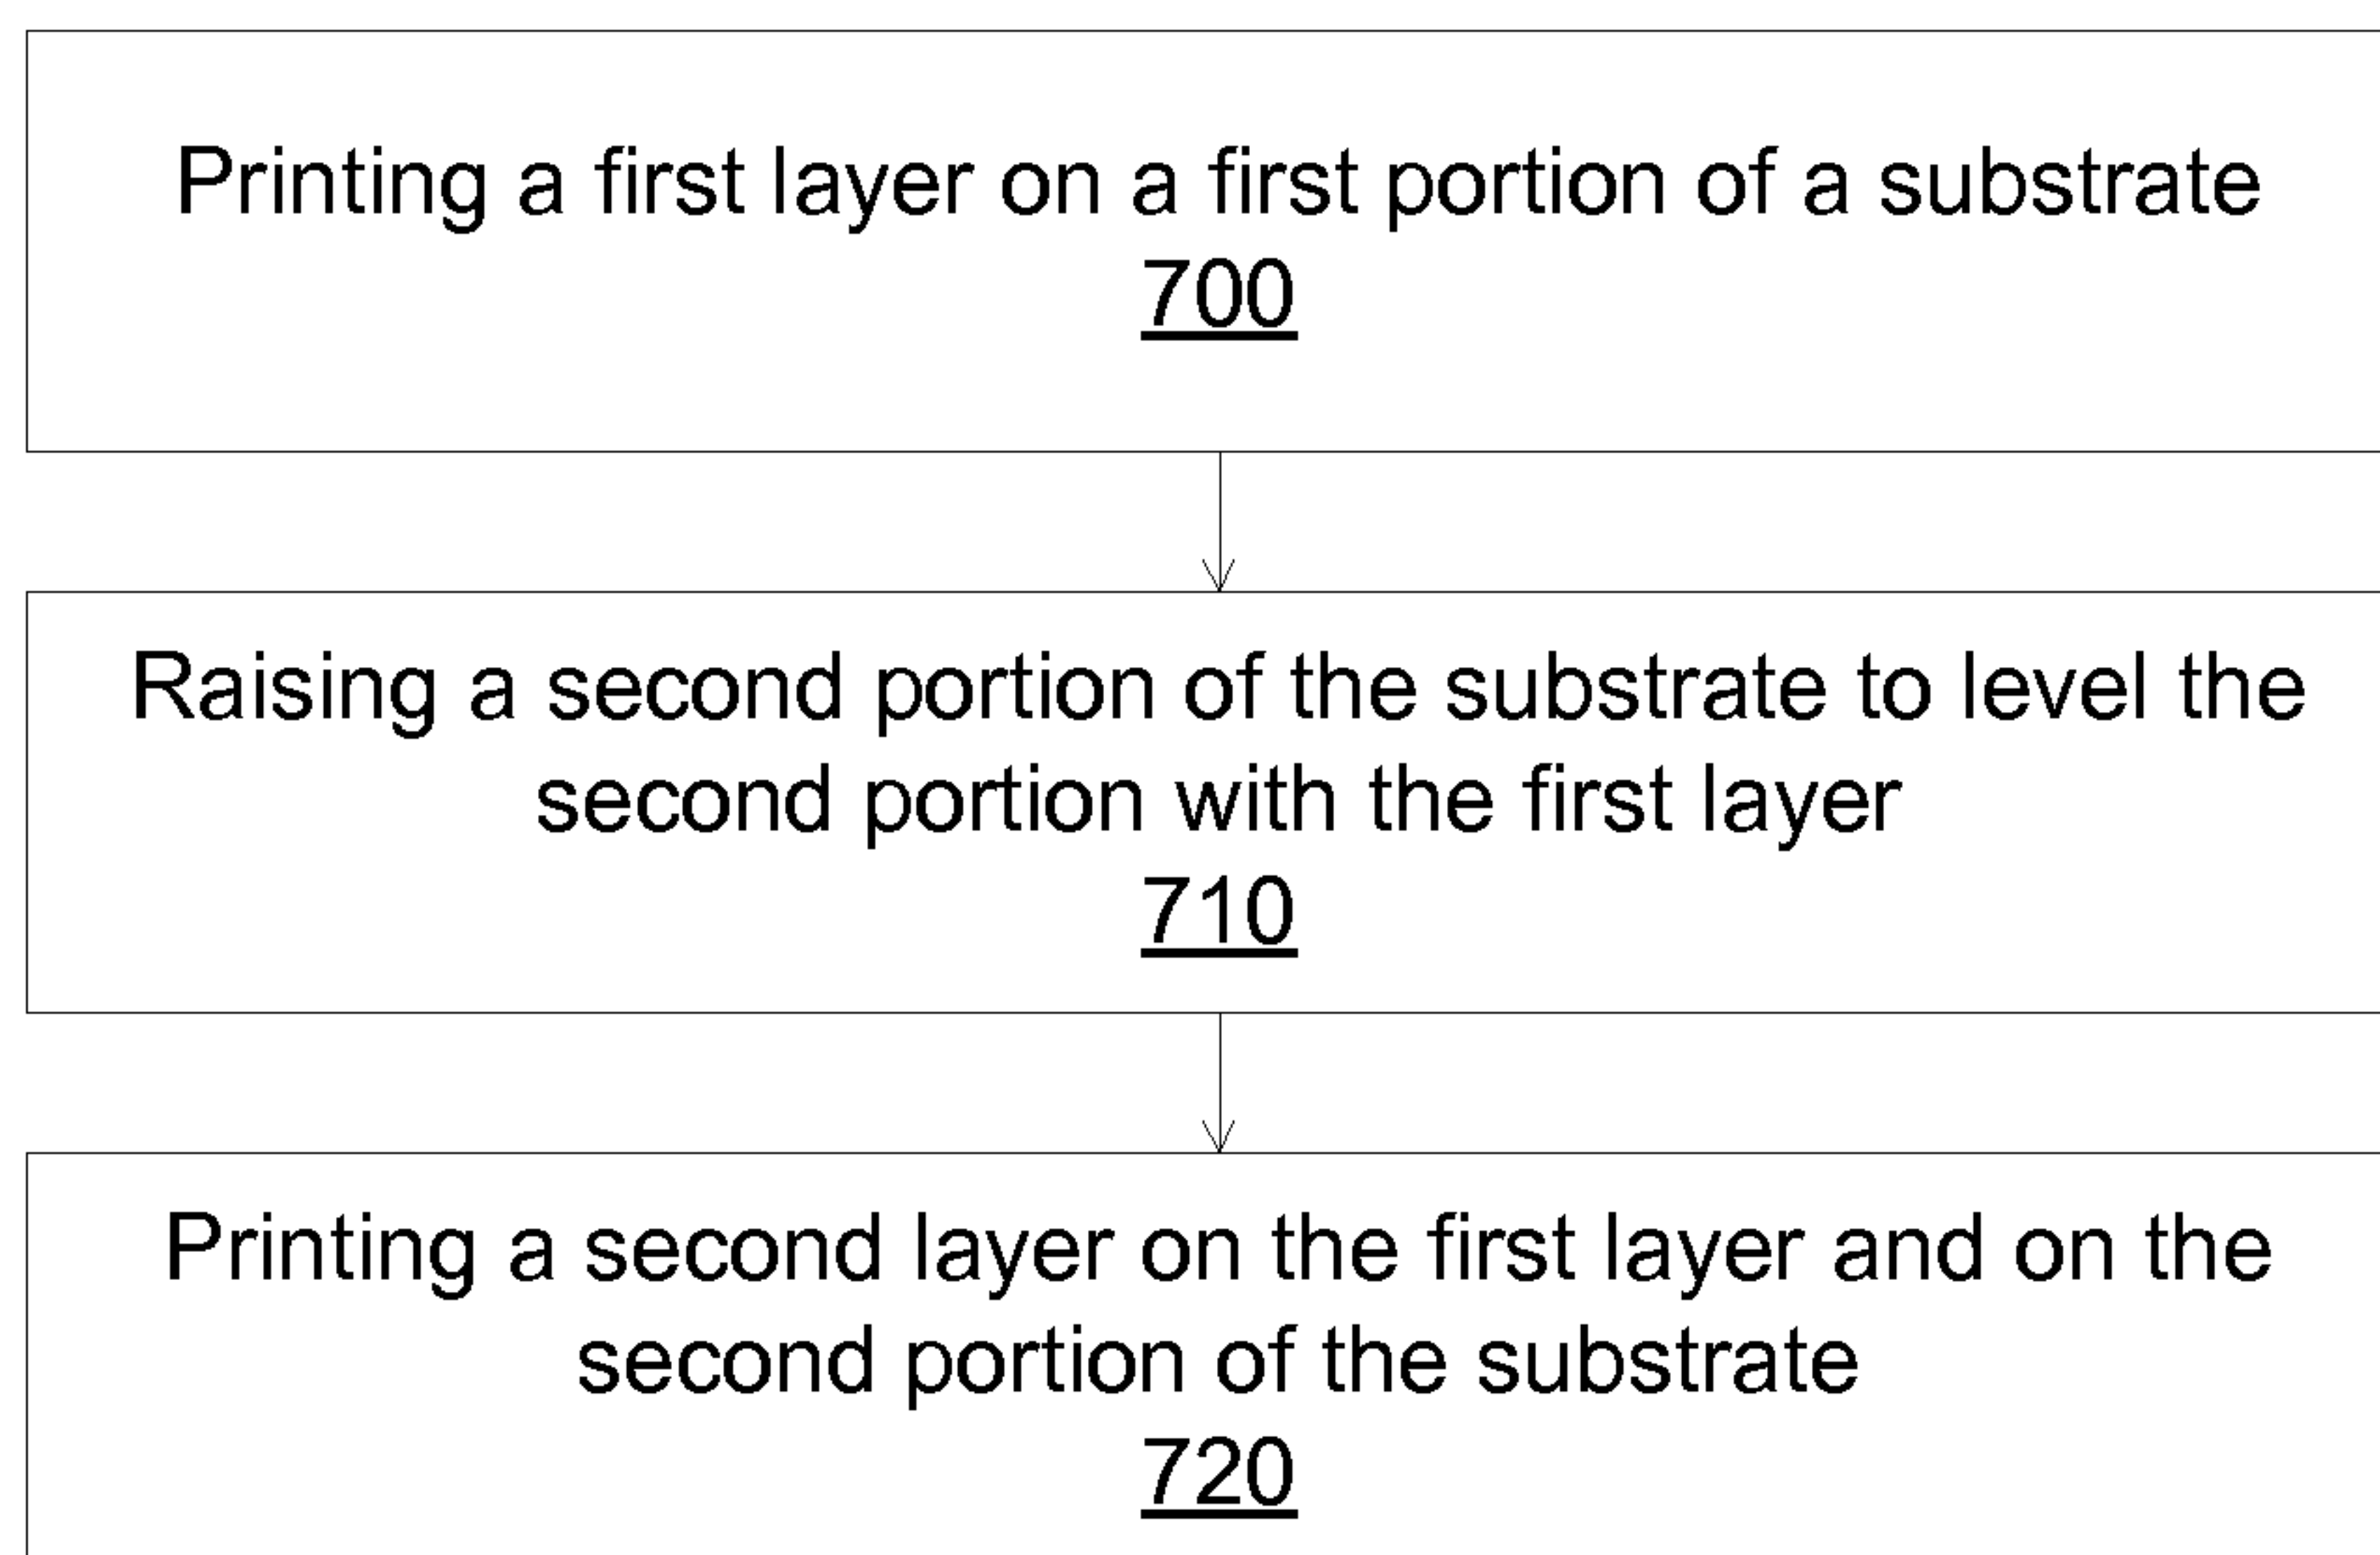 Printing a first layer on a first portion of a substrate
700
Raising a second portion of the substrate to level the
second portion with the first layer
710
Printing a second layer on the first layer and on the
second portion of the substrate
720